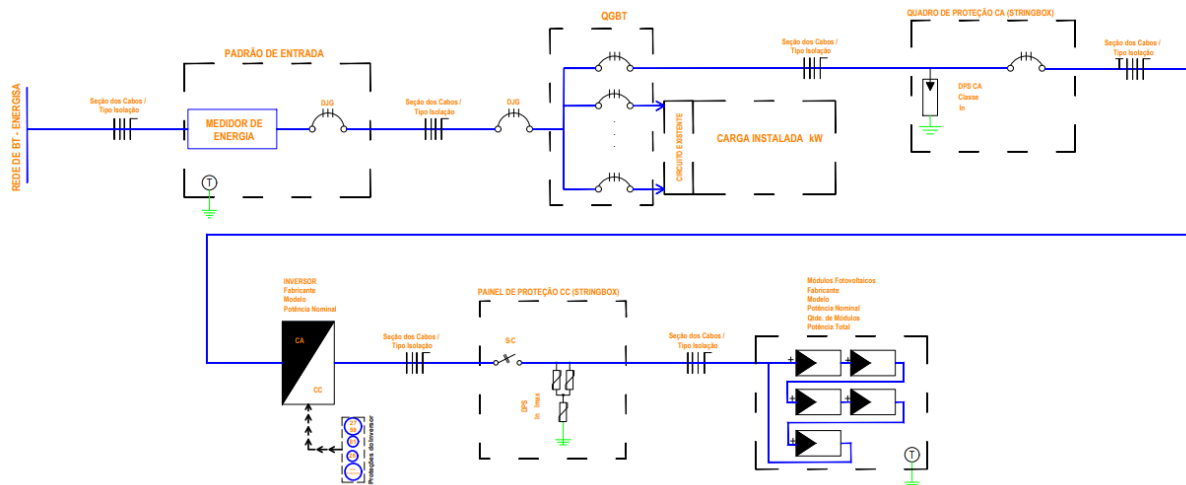 REDE DE BT - ENERGISA
Seção dos Cabos /
Tipo Isolação
PADRÃO DE ENTRADA
MEDIDOR DE
ENERGIA
DJG
T
Seção dos Cabos /
Tipo Isolação
DJG
QGBT
CIRCUITO EXISTENTE
CARGA INSTALADA kW
Seção dos Cabos /
Tipo Isolação
QUADRO DE PROTEÇÃO CA (STRINGBOX)
DPS CA
Classe
In
Seção dos Cabos /
Tipo Isolação
INVERSOR
Fabricante
Modelo
Potência Nominal
CA
CC
Proteções do Inversor
Seção dos Cabos /
Tipo Isolação
PAINEL DE PROTEÇÃO CC (STRINGBOX)
S-C
DPS
In Imax
Seção dos Cabos /
Tipo Isolação
Módulos Fotovoltaicos
Fabricante
Modelo
Potência Nominal
Qtde. de Módulos
Potência Total
+
+
+
+
+
T